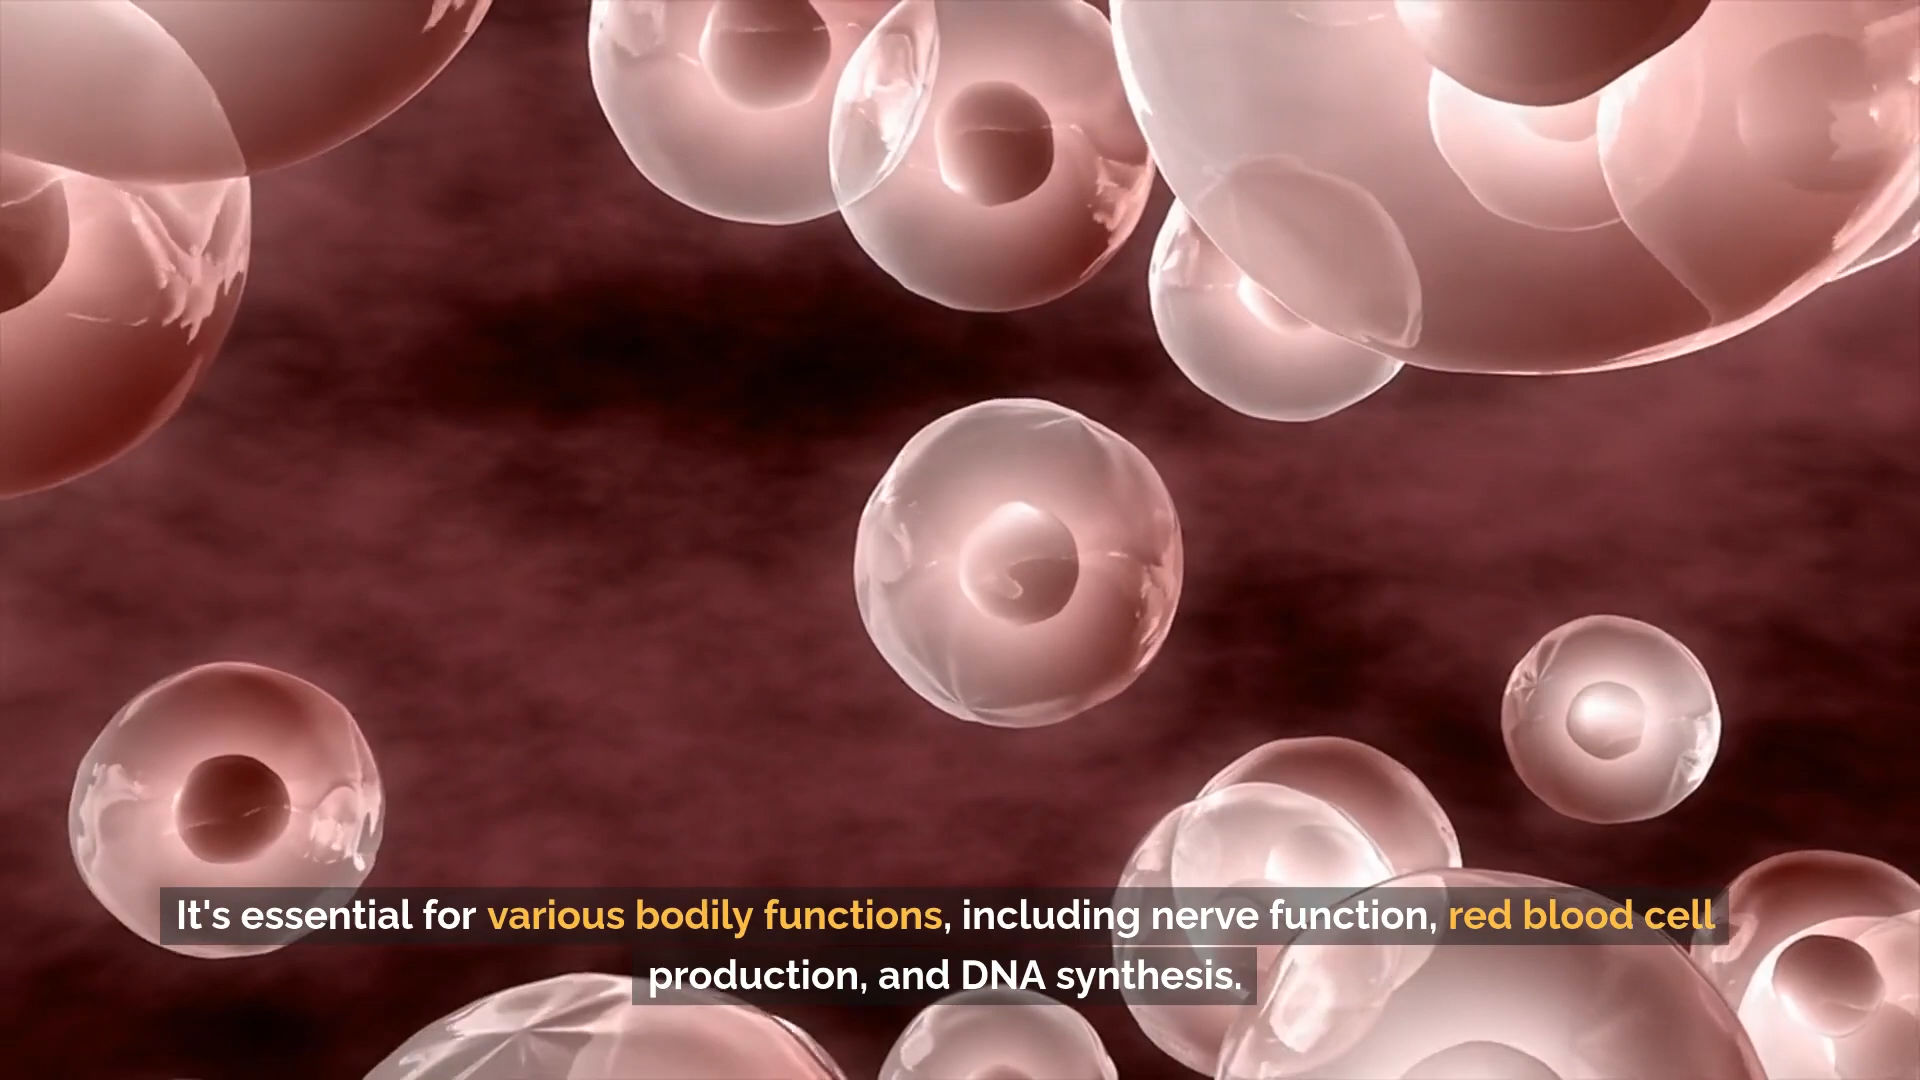 It's essential for various bodily functions, including nerve function, red blood cell
production, and DNA synthesis.